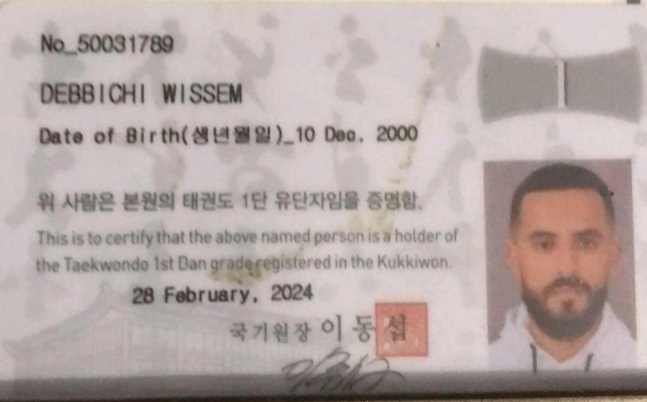 No_50031789
DEBBICHI WISSEM
Date of Birth(생년월일)_10 Dec. 2000
위 사람은 본원의 태권도 1단 유단자임을 증명함.
This is to certify that the above named person is a holder of
the Taekwondo 1st Dan grade registered in the Kukkiwon.
28 February, 2024
국기원장 이동섭